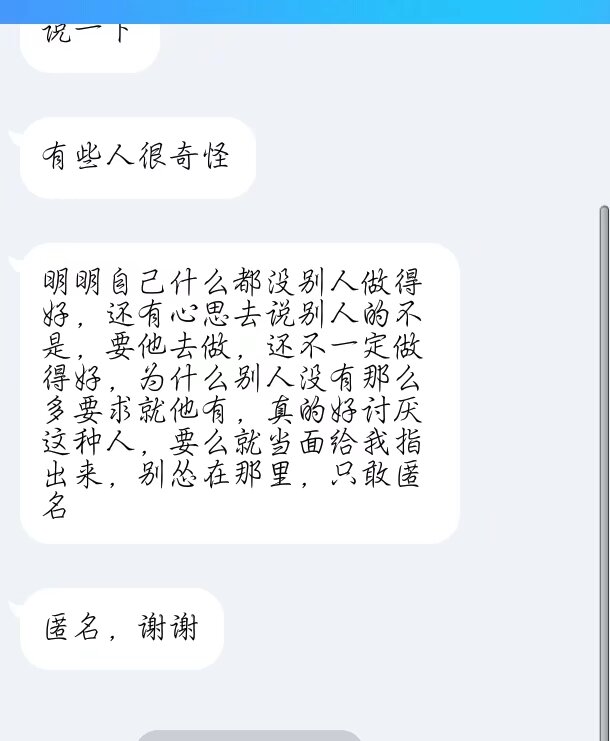 说一下
有些人很奇怪
明明自己什么都没别人做得
好，还有心思去说别人的不
是，要他去做，还不一定做
得好，为什么别人没有那么
多要求就他有，真的好讨厌
这种人，要么就当面给我指
出来，别怂在那里，只敢匿
名
匿名，谢谢